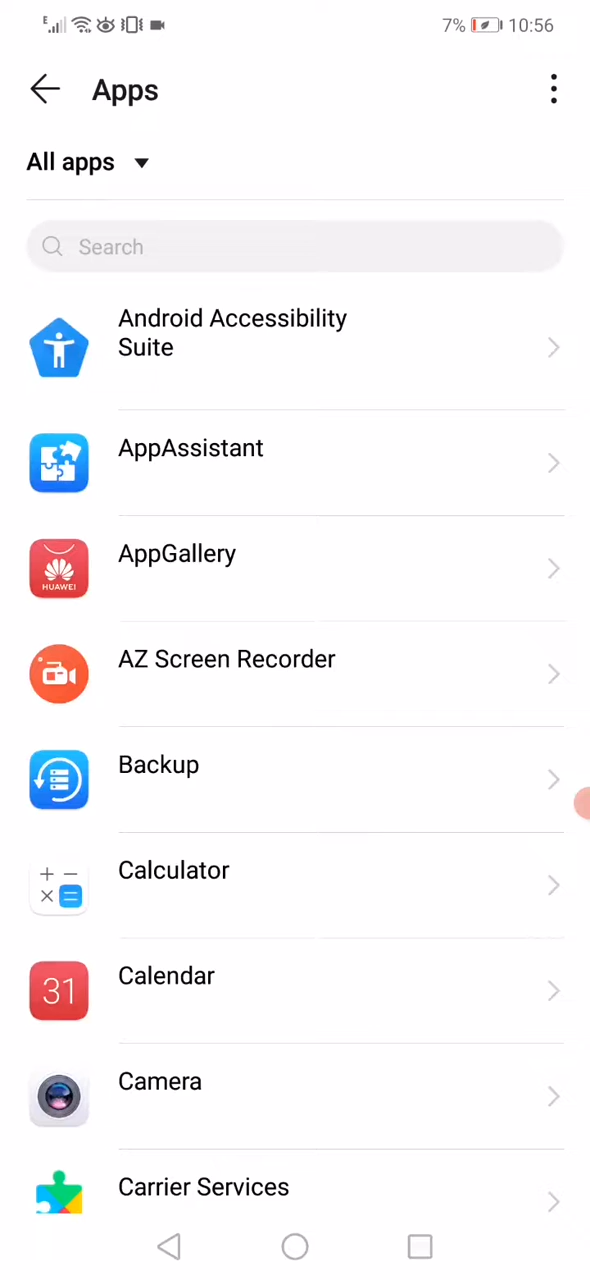 E 7% 10:56
Apps
All apps
Search
Android Accessibility
Suite
AppAssistant
HUAWEI
AppGallery
AZ Screen Recorder
Backup
Calculator
31
Calendar
Camera
Carrier Services